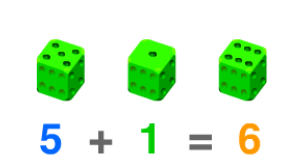 5 + 1 = 6